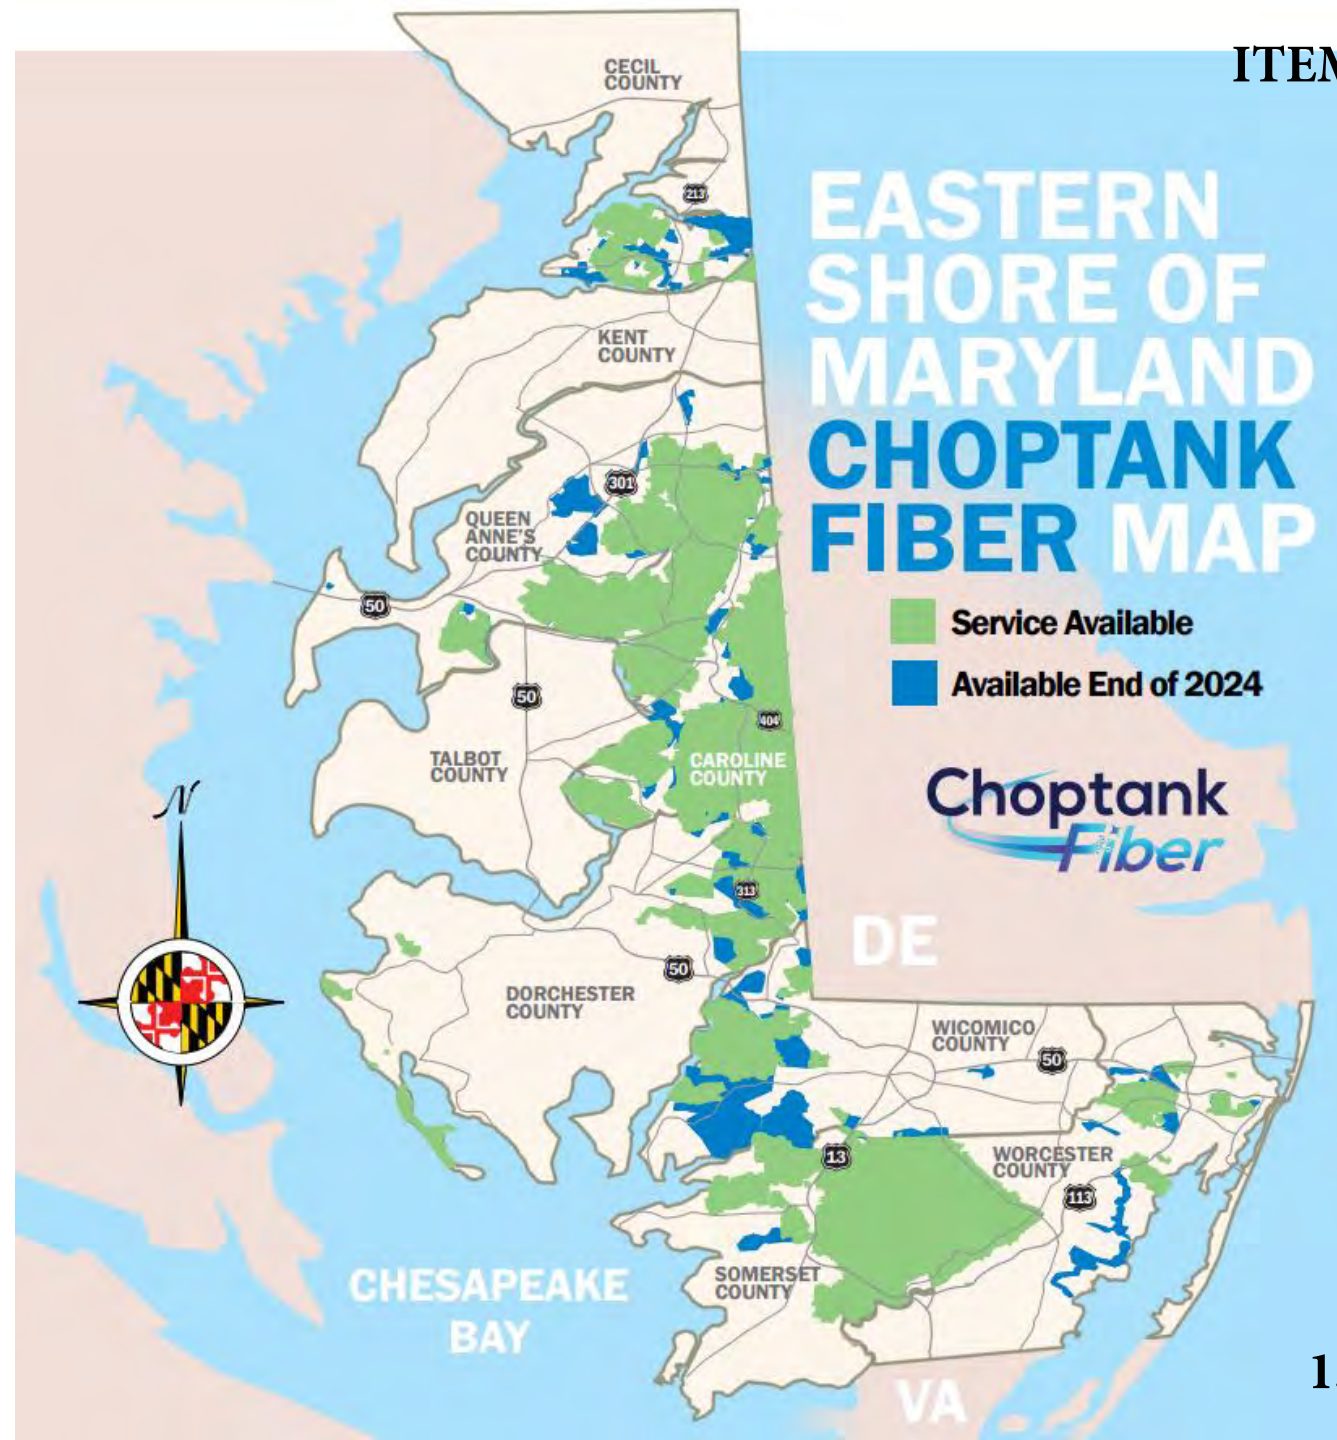 ITEM
CECIL
COUNTY
213
EASTERN
SHORE OF
MARYLAND
CHOPTANK
FIBER MAP
KENT
COUNTY
301
QUEEN
ANNE'S
COUNTY
50
Service Available
Available End of 2024
50
404
TALBOT
COUNTY
CAROLINE
COUNTY
Choptank
Fiber
N
313
DE
50
DORCHESTER
COUNTY
WICOMICO
COUNTY
50
13
WORCESTER
COUNTY
113
SOMERSET
COUNTY
CHESAPEAKE
BAY
VA
1.